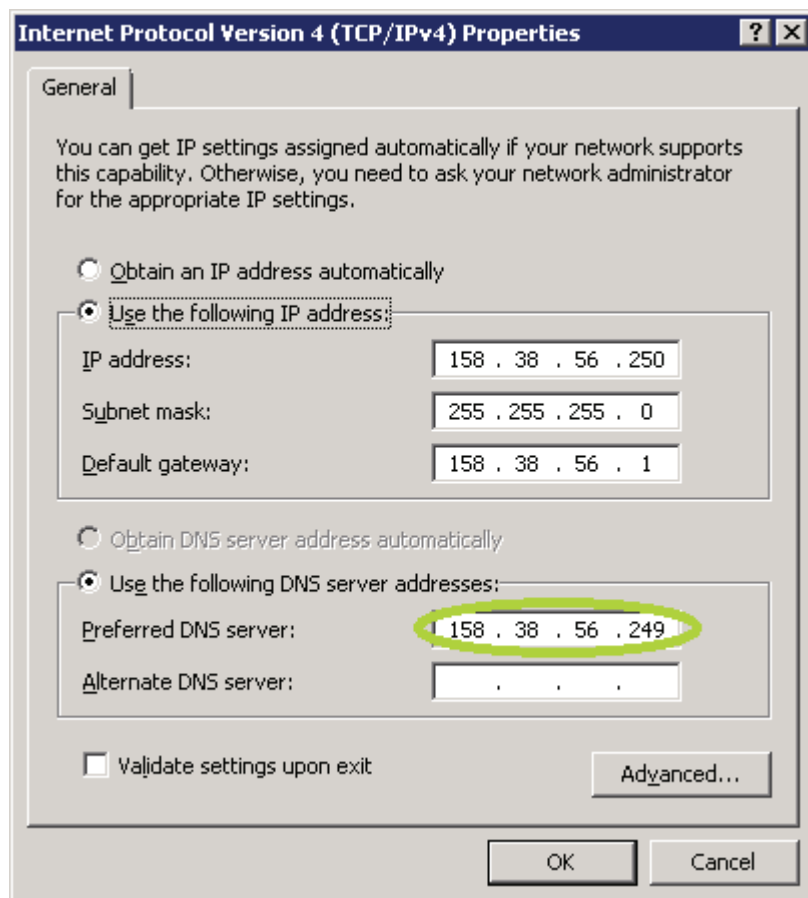 Internet Protocol Version 4 (TCP/IPv4) Properties
General
You can get IP settings assigned automatically if your network supports
this capability. Otherwise, you need to ask your network administrator
for the appropriate IP settings.
Obtain an IP address automatically
Use the following IP address:
IP address: 158 . 38 . 56 . 250
Subnet mask: 255 . 255 . 255 . 0
Default gateway: 158 . 38 . 56 . 1
Obtain DNS server address automatically
Use the following DNS server addresses:
Preferred DNS server: 158 . 38 . 56 . 249
Alternate DNS server: . . .
Validate settings upon exit
Advanced...
OK Cancel